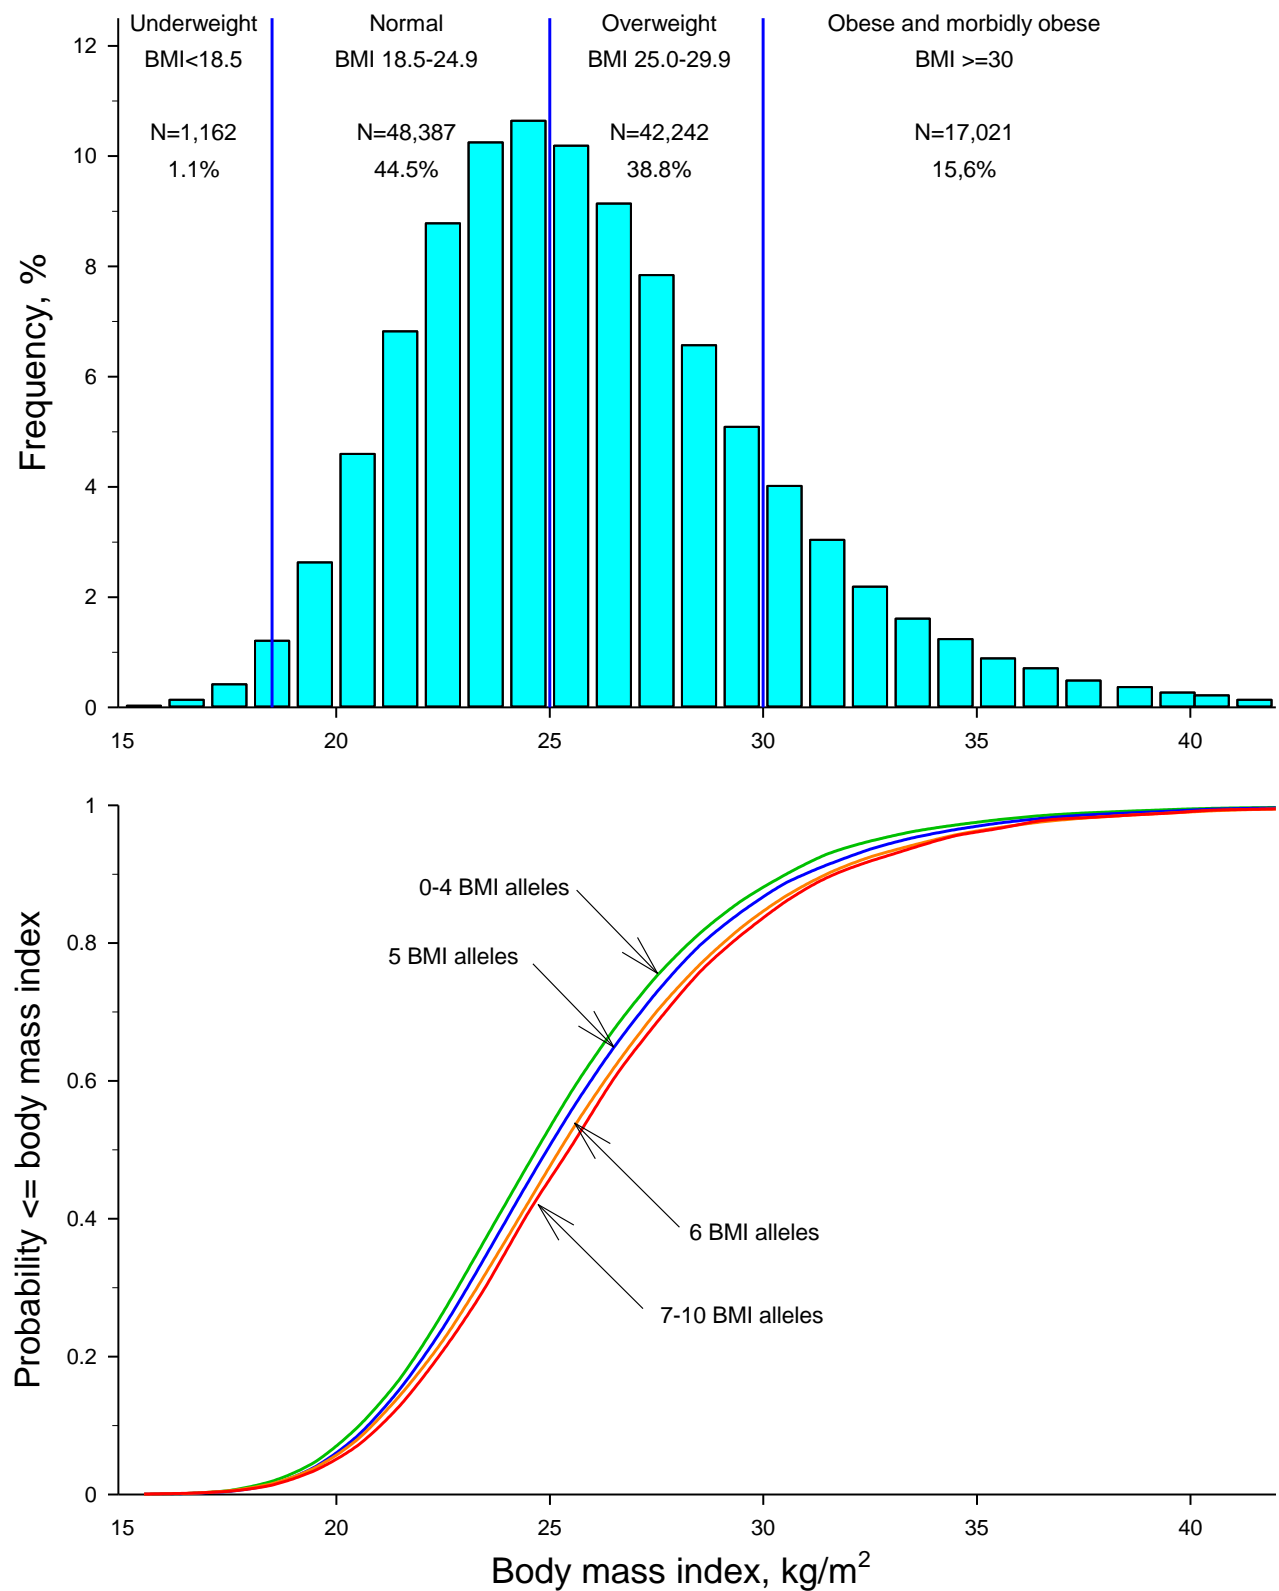 Underweight
BMI<18.5
N=1,162
1.1%
Normal
BMI 18.5-24.9
N=48,387
44.5%
Overweight
BMI 25.0-29.9
N=42,242
38.8%
Obese and morbidly obese
BMI >=30
N=17,021
15,6%
Frequency, %
12
10
8
6
4
2
0
15
20
25
30
35
40
Probability <= body mass index
1
0.8
0.6
0.4
0.2
0
0-4 BMI alleles
5 BMI alleles
6 BMI alleles
7-10 BMI alleles
15
20
25
30
35
40
Body mass index, kg/m²